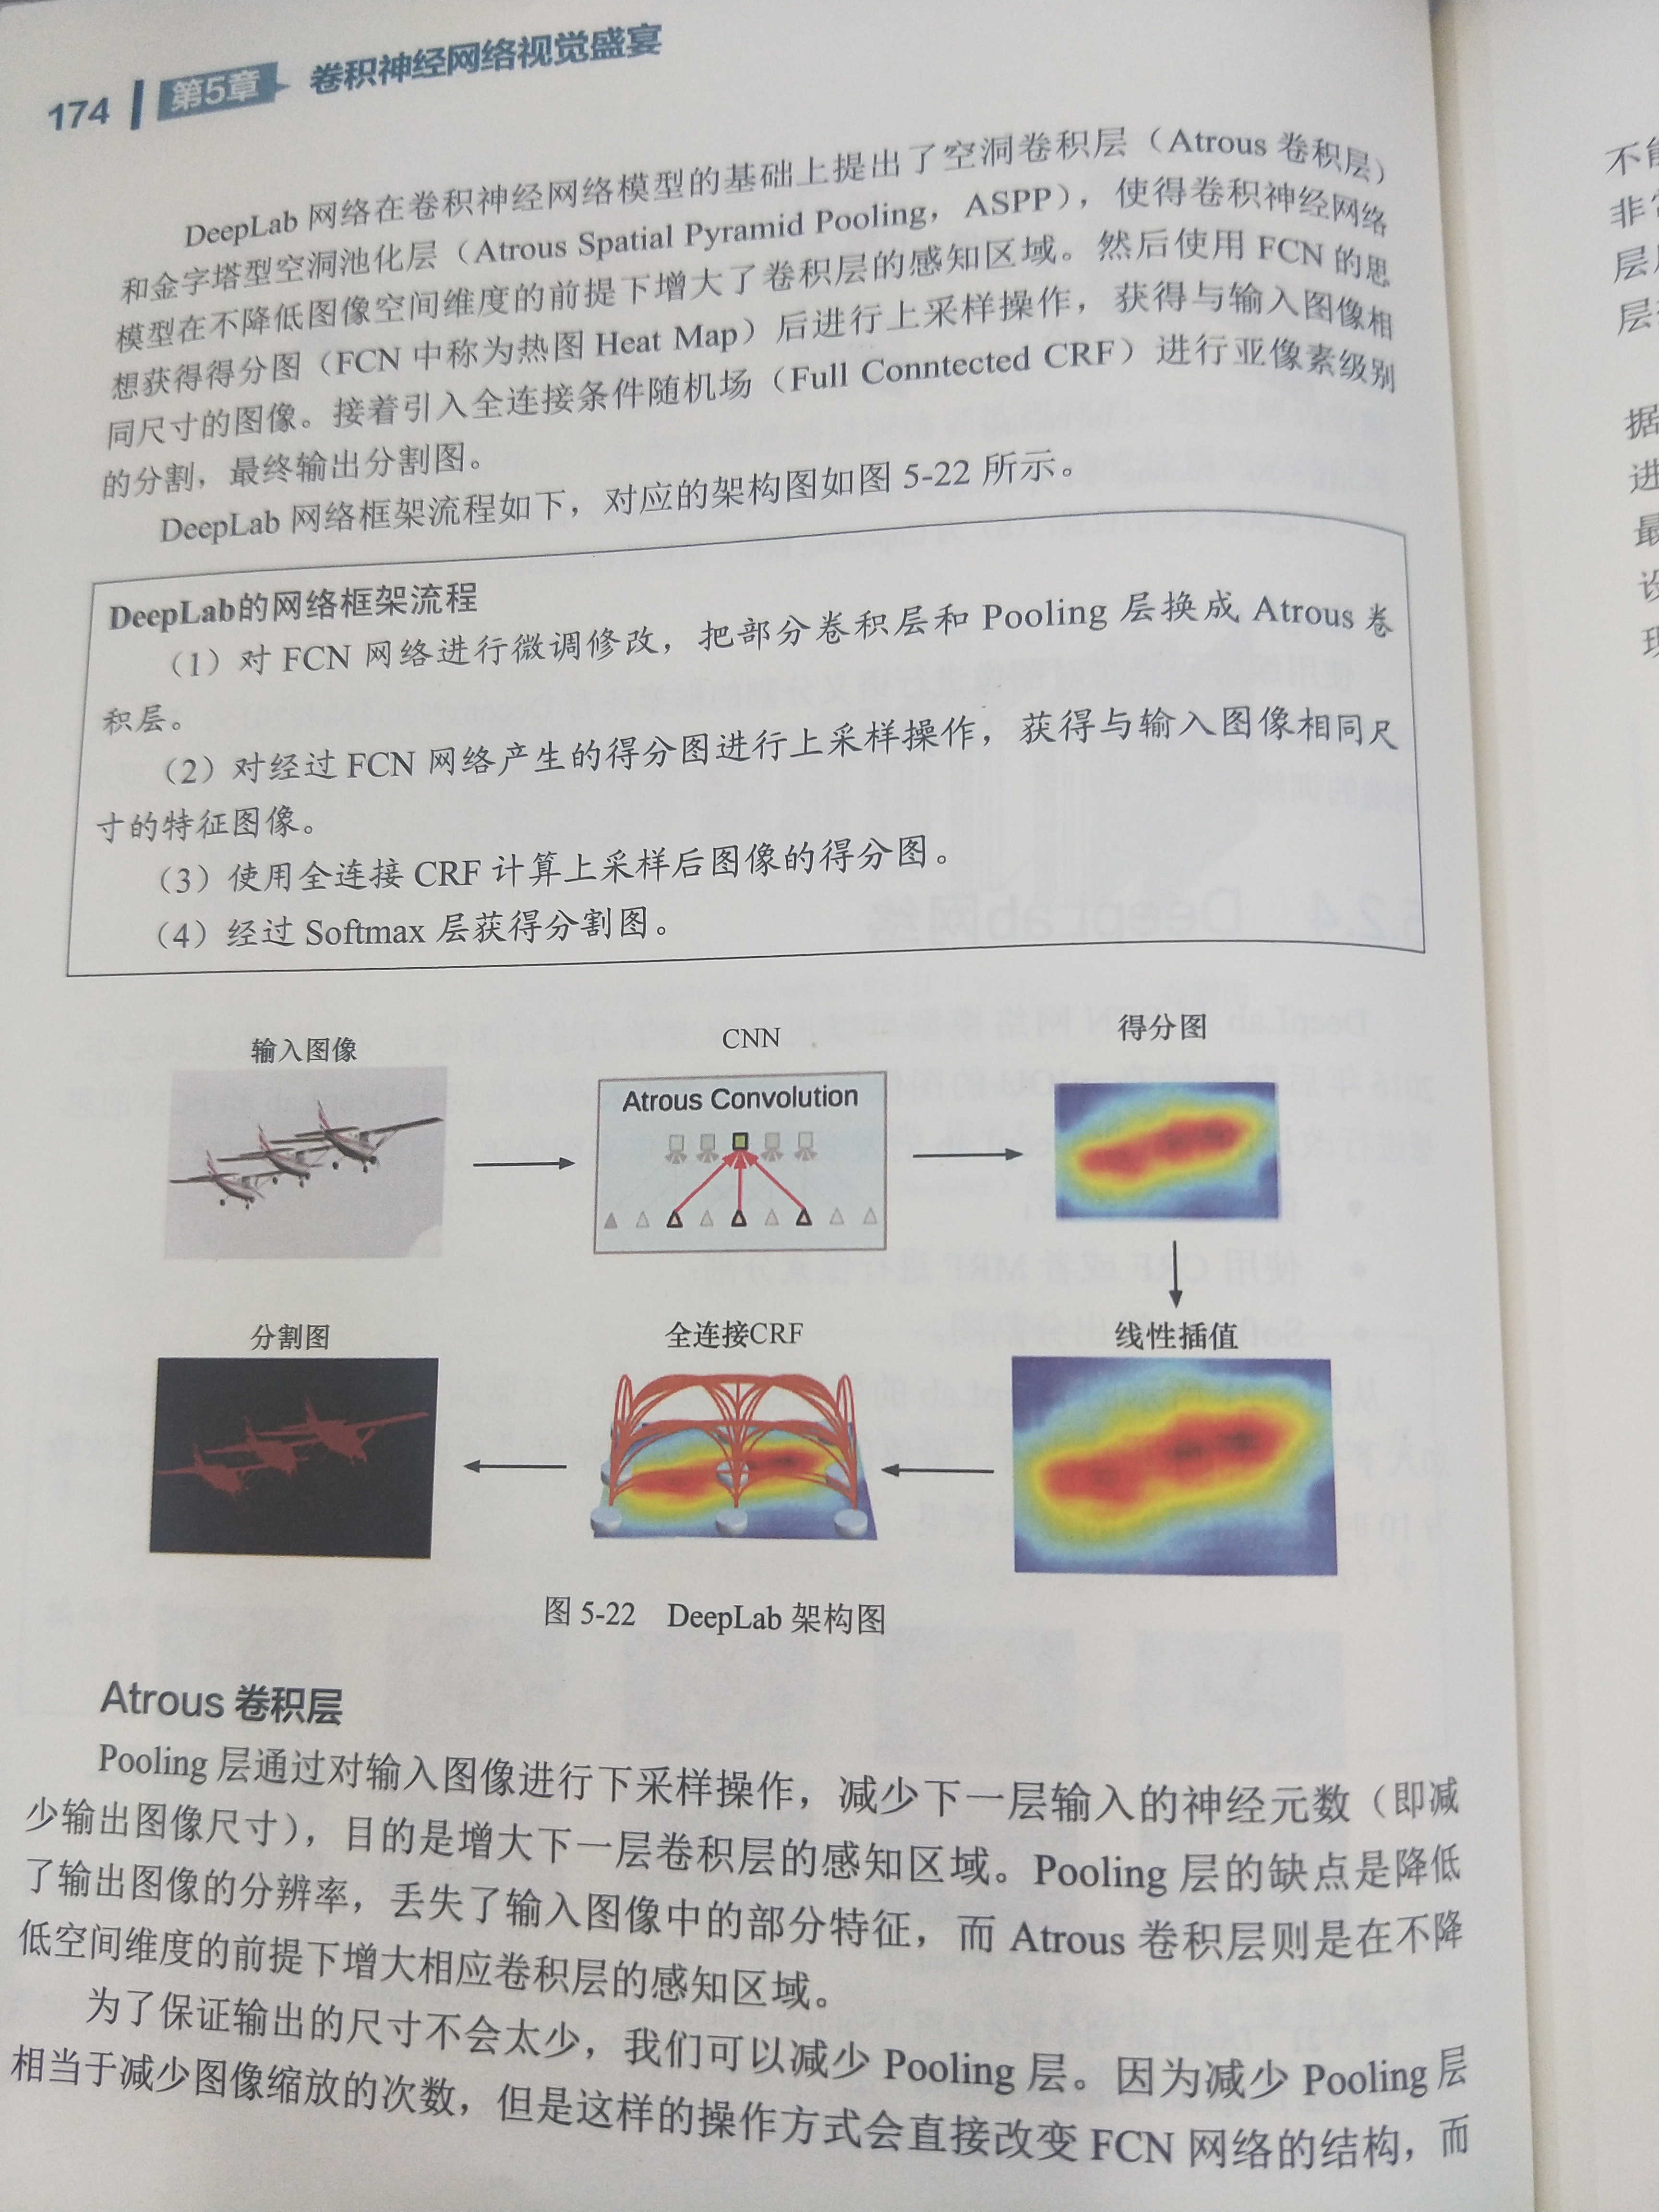 174 第5章 卷积神经网络视觉盛宴
DeepLab 网络在卷积神经网络模型的基础上提出了空洞卷积层（Atrous 卷积层）
和金字塔型空洞池化层（Atrous Spatial Pyramid Pooling，ASPP），使得卷积神经网络
模型在不降低图像空间维度的前提下增大了卷积层的感知区域。然后使用 FCN 的思
想获得得分图（FCN 中称为热图 Heat Map）后进行上采样操作，获得与输入图像相
同尺寸的图像。接着引入全连接条件随机场（Full Conntected CRF）进行亚像素级别
的分割，最终输出分割图。
DeepLab 网络框架流程如下，对应的架构图如图 5-22 所示。
DeepLab的网络框架流程
（1）对 FCN 网络进行微调修改，把部分卷积层和 Pooling 层换成 Atrous 卷
积层。
（2）对经过 FCN 网络产生的得分图进行上采样操作，获得与输入图像相同尺
寸的特征图像。
（3）使用全连接 CRF 计算上采样后图像的得分图。
（4）经过 Softmax 层获得分割图。
输入图像
CNN
得分图
Atrous Convolution
分割图
全连接CRF
线性插值
图 5-22 DeepLab 架构图
Atrous 卷积层
Pooling 层通过对输入图像进行下采样操作，减少下一层输入的神经元数（即减
少输出图像尺寸），目的是增大下一层卷积层的感知区域。Pooling 层的缺点是降低
了输出图像的分辨率，丢失了输入图像中的部分特征，而 Atrous 卷积层则是在不降
低空间维度的前提下增大相应卷积层的感知区域。
为了保证输出的尺寸不会太少，我们可以减少 Pooling 层。因为减少 Pooling 层
相当于减少图像缩放的次数，但是这样的操作方式会直接改变 FCN 网络的结构，而
不能
非常
层
层
据
进
最
设